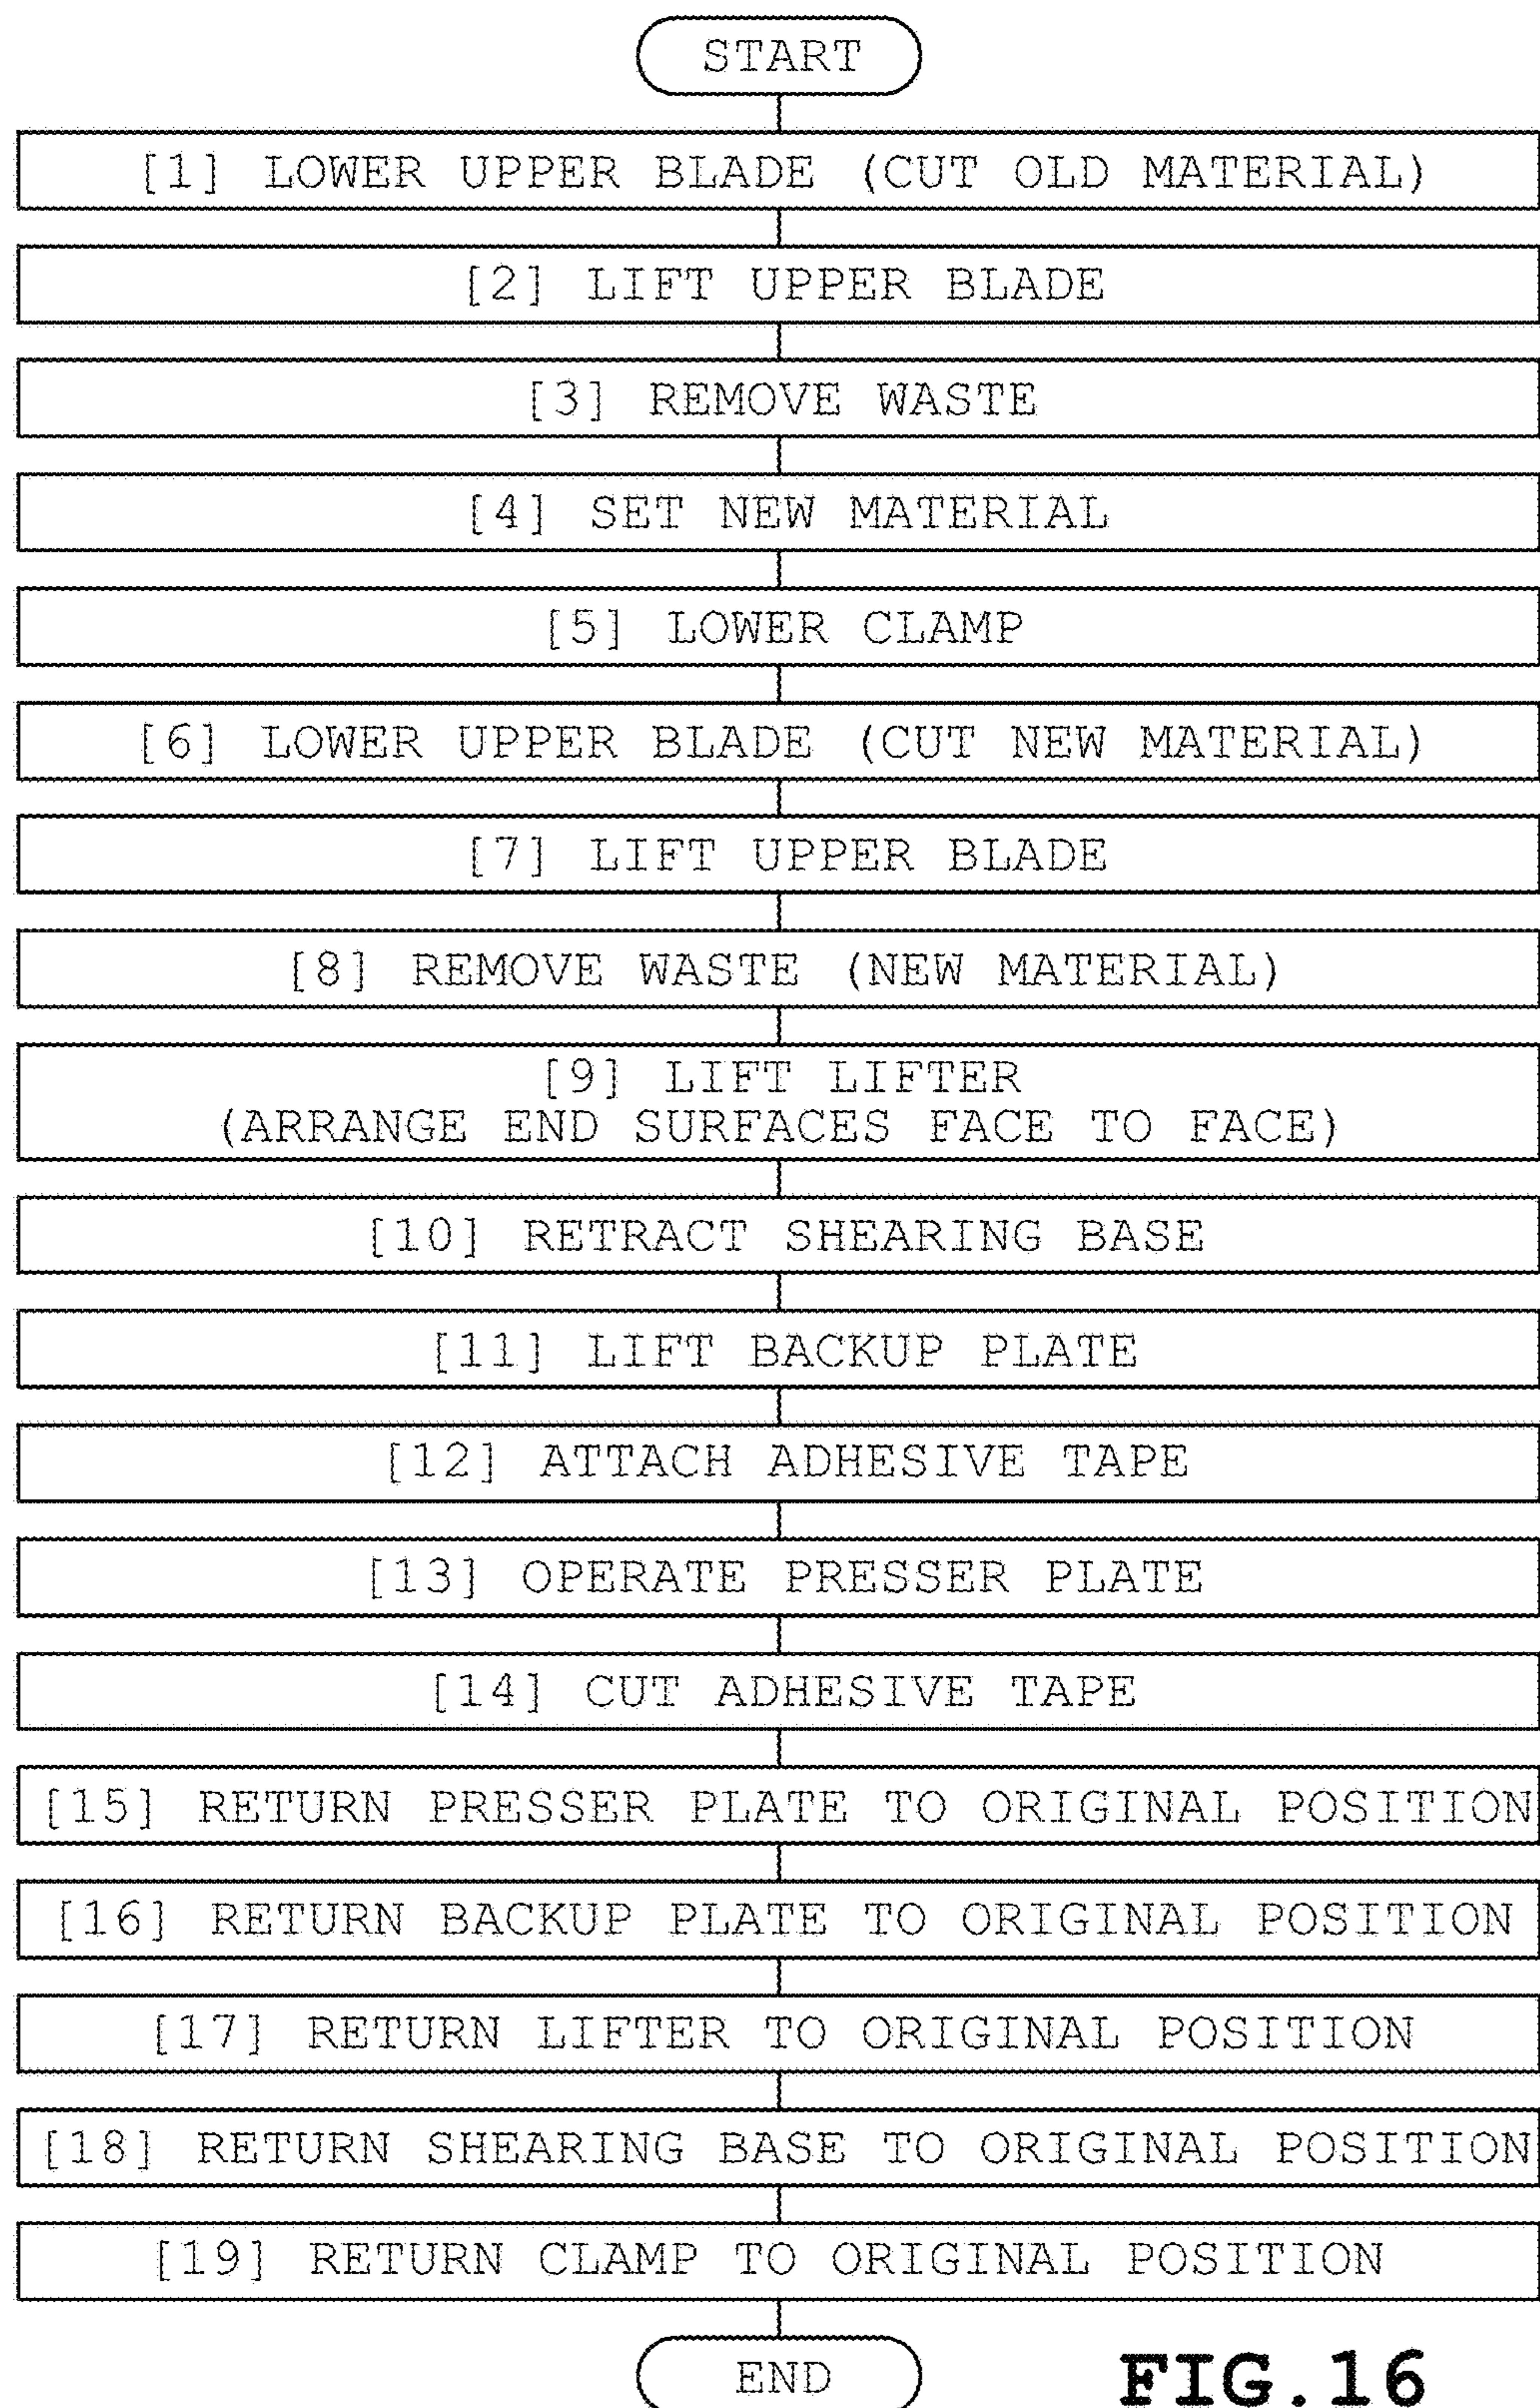 START
[1] LOWER UPPER BLADE (CUT OLD MATERIAL)
[2] LIFT UPPER BLADE
[3] REMOVE WASTE
[4] SET NEW MATERIAL
[5] LOWER CLAMP
[6] LOWER UPPER BLADE (CUT NEW MATERIAL)
[7] LIFT UPPER BLADE
[8] REMOVE WASTE (NEW MATERIAL)
[9] LIFT LIFTER
(ARRANGE END SURFACES FACE TO FACE)
[10] RETRACT SHEARING BASE
[11] LIFT BACKUP PLATE
[12] ATTACH ADHESIVE TAPE
[13] OPERATE PRESSER PLATE
[14] CUT ADHESIVE TAPE
[15] RETURN PRESSER PLATE TO ORIGINAL POSITION
[16] RETURN BACKUP PLATE TO ORIGINAL POSITION
[17] RETURN LIFTER TO ORIGINAL POSITION
[18] RETURN SHEARING BASE TO ORIGINAL POSITION
[19] RETURN CLAMP TO ORIGINAL POSITION
END
FIG.16